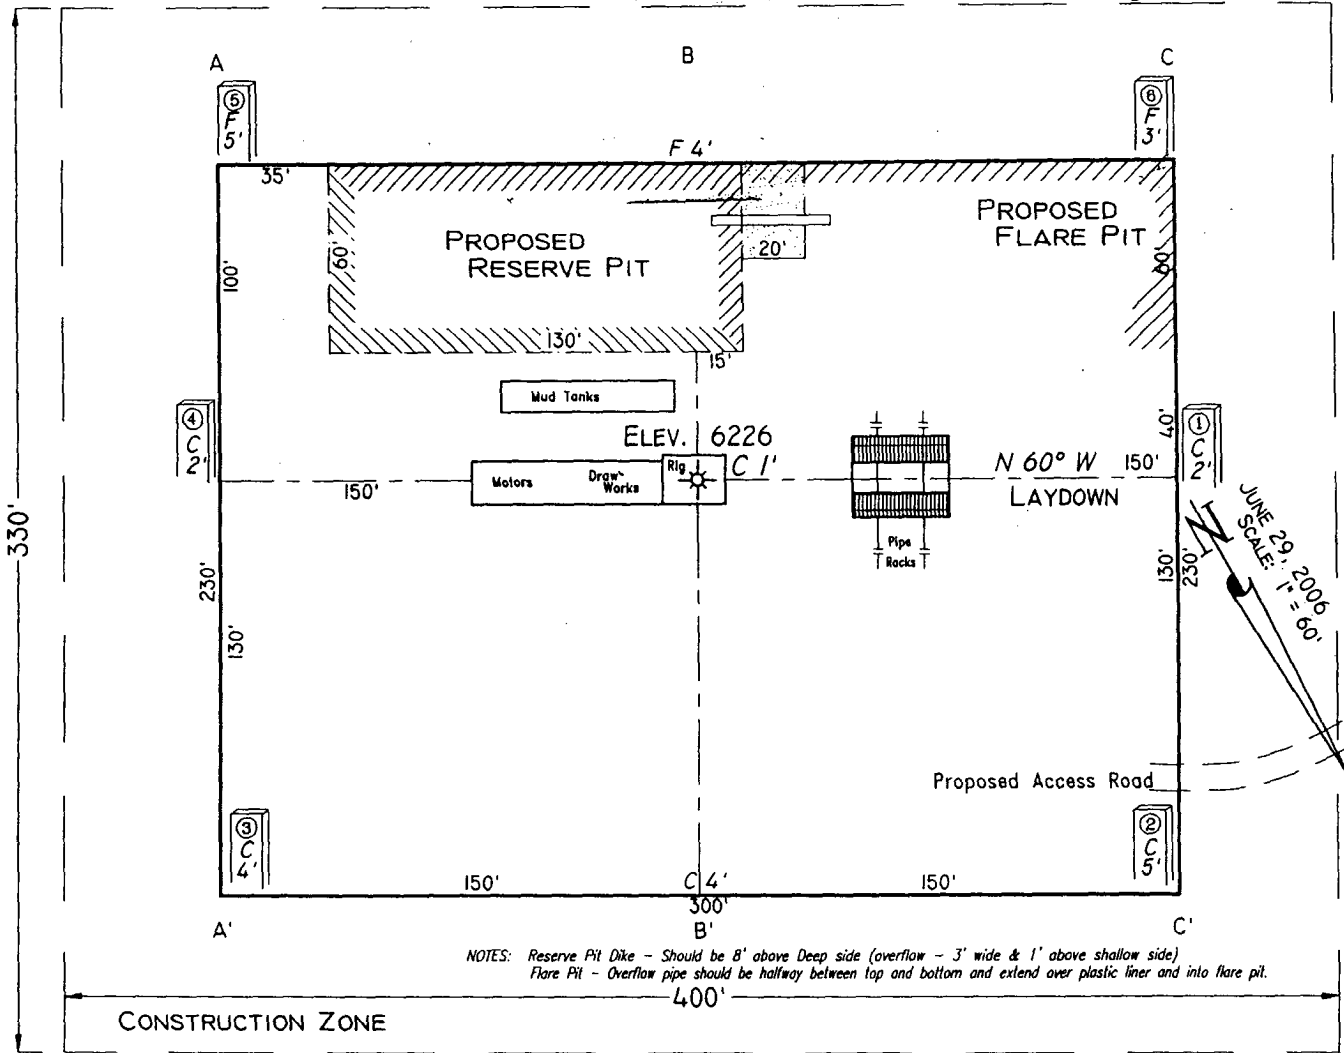 A
B
C
⑤
F
5'
⑥
F
3'
F 4'
35'
PROPOSED
RESERVE PIT
PROPOSED
FLARE PIT
20'
60'
60'
100'
130'
15'
Mud Tanks
ELEV. 6226
C 1'
④
C
2'
①
C
2'
40'
Rig
Motors
Draw-
Works
150'
N 60° W
150'
LAYDOWN
Pipe
Racks
N
JUNE 29, 2006
SCALE: 1" = 60'
330'
230'
130'
130'
230'
Proposed Access Road
③
C
4'
②
C
5'
150'
C 4'
150'
300'
A'
B'
C'
NOTES: Reserve Pit Dike - Should be 8' above Deep side (overflow - 3' wide & 1' above shallow side)
Flare Pit - Overflow pipe should be halfway between top and bottom and extend over plastic liner and into flare pit.
400'
CONSTRUCTION ZONE